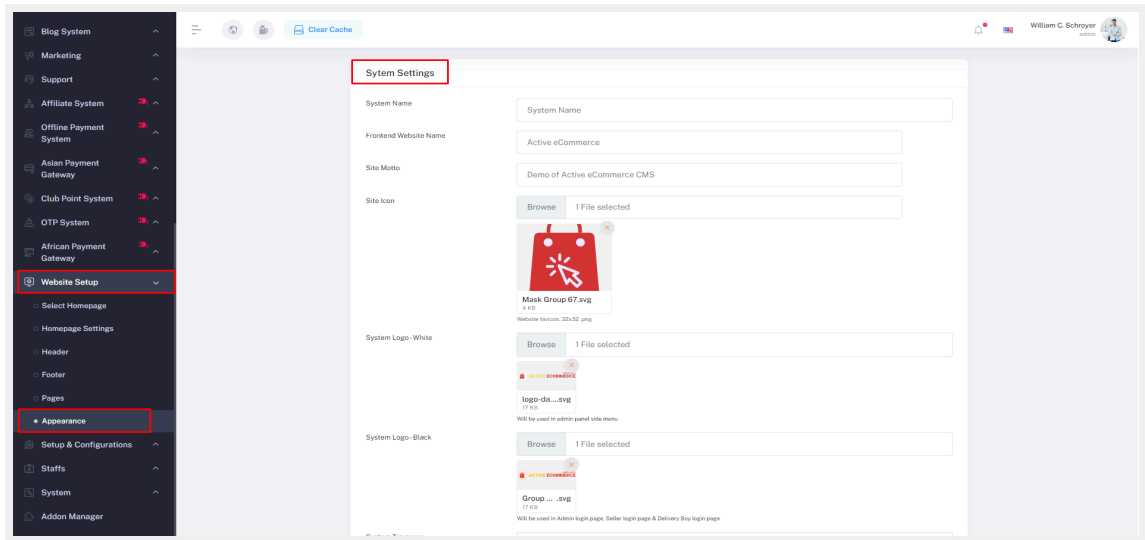 Blog System
Marketing
Support
Affiliate System
Offline Payment
System
Asian Payment
Gateway
Club Point System
OTP System
African Payment
Gateway
Website Setup
Select Homepage
Homepage Settings
Header
Footer
Pages
Appearance
Setup & Configurations
Staffs
System
Addon Manager
Clear Cache
William C. Schroyer
admin
Sytem Settings
System Name
System Name
Frontend Website Name
Active eCommerce
Site Motto
Demo of Active eCommerce CMS
Site Icon
Browse 1 File selected
Mask Group 67.svg
4 KB
Website favicon. 32x32 .png
System Logo - White
Browse 1 File selected
ACTIVE ECOMMERCE
logo-da....svg
17 KB
Will be used in admin panel side menu
System Logo - Black
Browse 1 File selected
ACTIVE ECOMMERCE
Group ... .svg
17 KB
Will be used in Admin login page, Seller login page & Delivery Boy login page